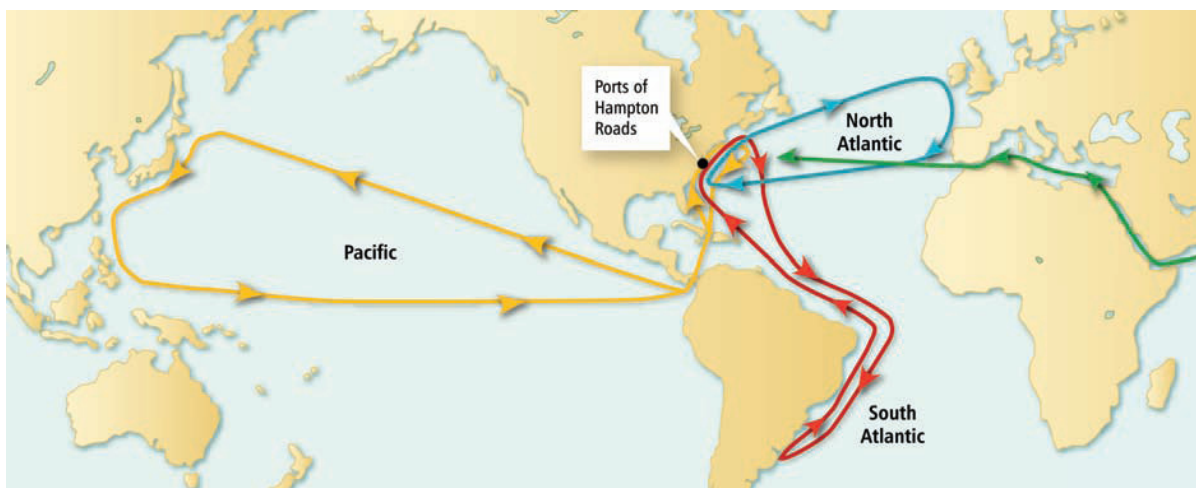 Ports of
Hampton
Roads
North
Atlantic
Pacific
South
Atlantic